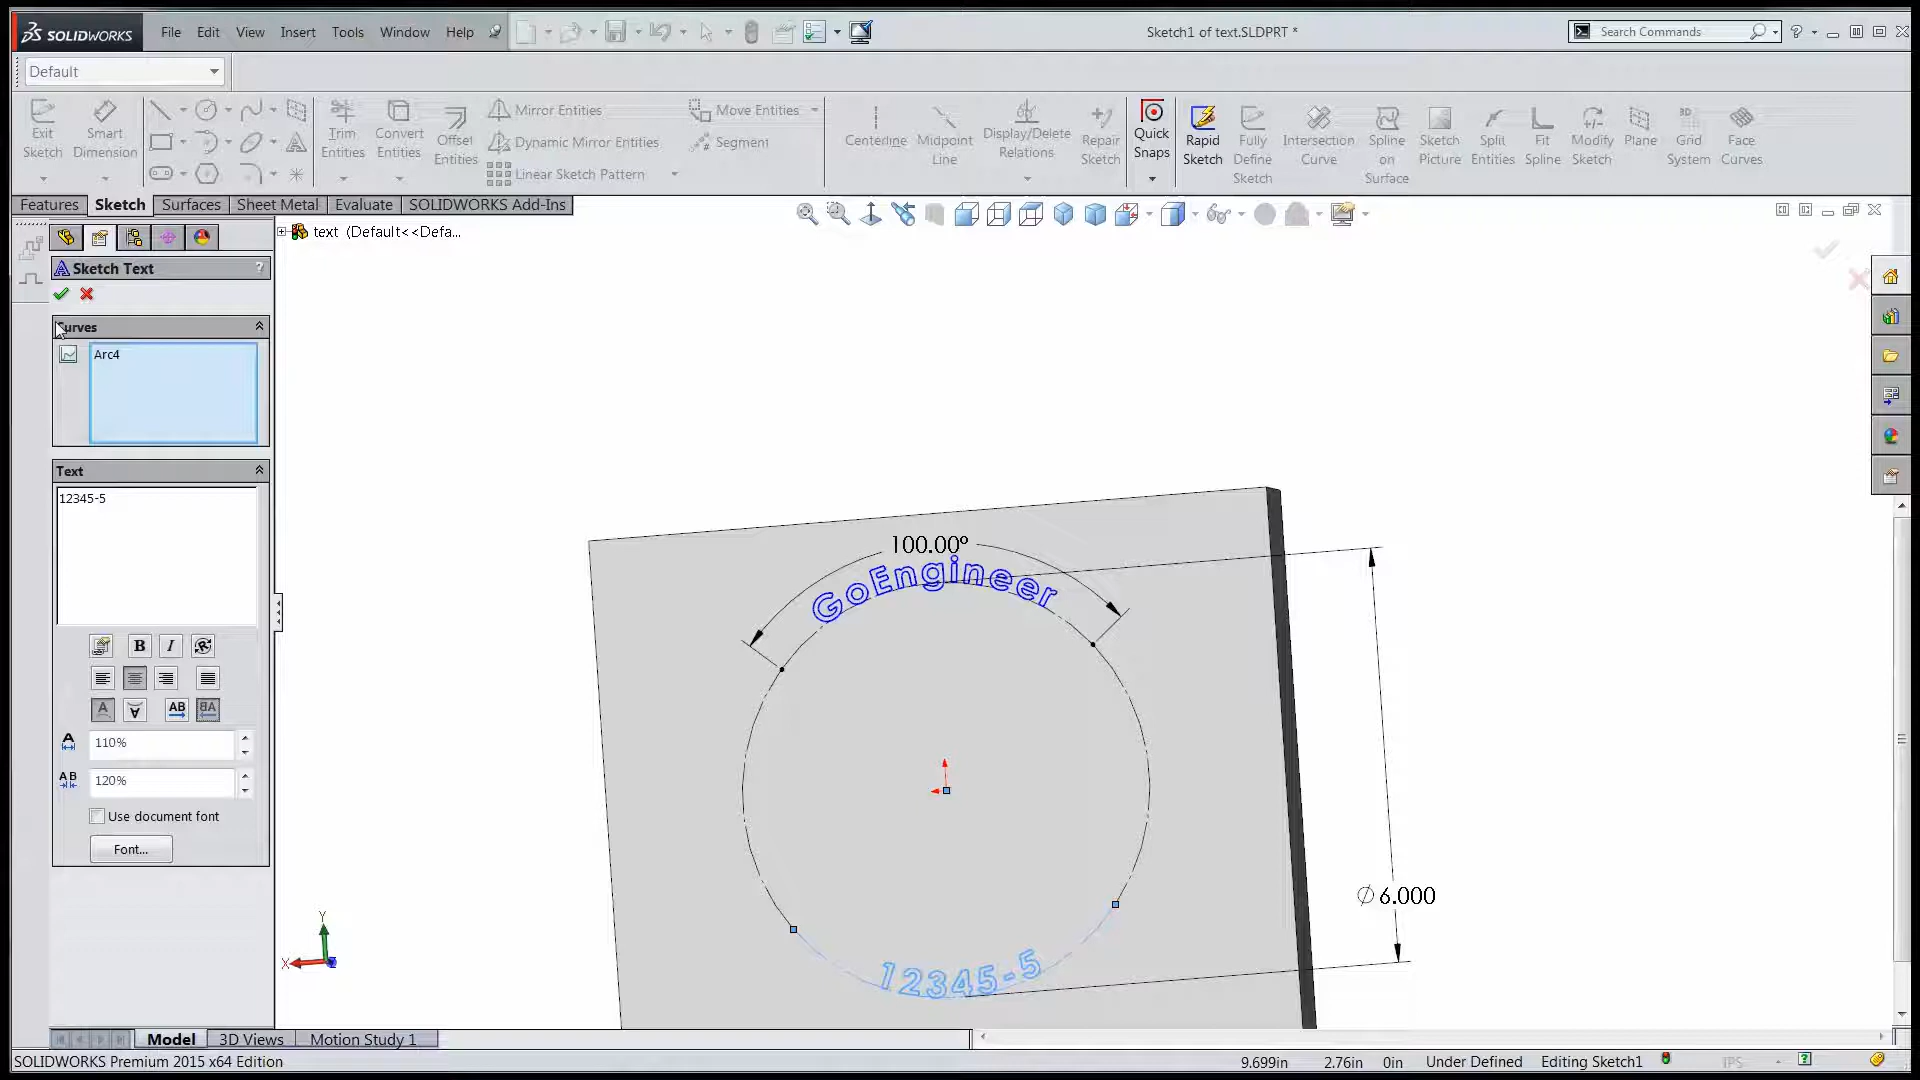 SOLIDWORKS File Edit View Insert Tools Window Help Sketch1 of text.SLDPRT * Search Commands
Default
Exit Sketch
Smart Dimension
Trim Entities
Convert Entities
Offset Entities
Mirror Entities
Dynamic Mirror Entities
Linear Sketch Pattern
Move Entities
Segment
Centerline
Midpoint Line
Display/Delete Relations
Repair Sketch
Quick Snaps
Rapid Sketch
Fully Define Sketch
Intersection Curve
Spline on Surface
Sketch Picture
Split Entities
Fit Spline
Modify Sketch
Plane
Grid System
Face Curves
Features Sketch Surfaces Sheet Metal Evaluate SOLIDWORKS Add-Ins
text (Default<<Defa...
Sketch Text ?
Curves
Arc4
Text
12345-5
B I
AB
110%
120%
Use document font
Font...
100.00°
GoEngineer
12345-5
∅6.000
Y
X
Model 3D Views Motion Study 1
SOLIDWORKS Premium 2015 x64 Edition 9.699in 2.76in 0in Under Defined Editing Sketch1 IPS